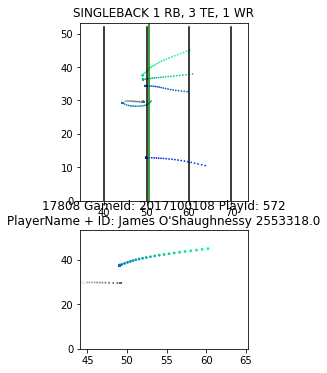 SINGLEBACK 1 RB, 3 TE, 1 WR
50
40
30
20
10
0
40 50 60 70
17808 GameId: 2017100108 PlayId: 572
PlayerName + ID: James O'Shaughnessy 2553318.0
40
20
0
45 50 55 60 65